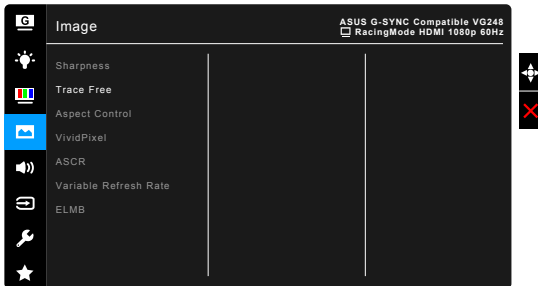 G
Image
ASUS G-SYNC Compatible VG248
RacingMode HDMI 1080p 60Hz
Sharpness
Trace Free
Aspect Control
VividPixel
ASCR
Variable Refresh Rate
ELMB